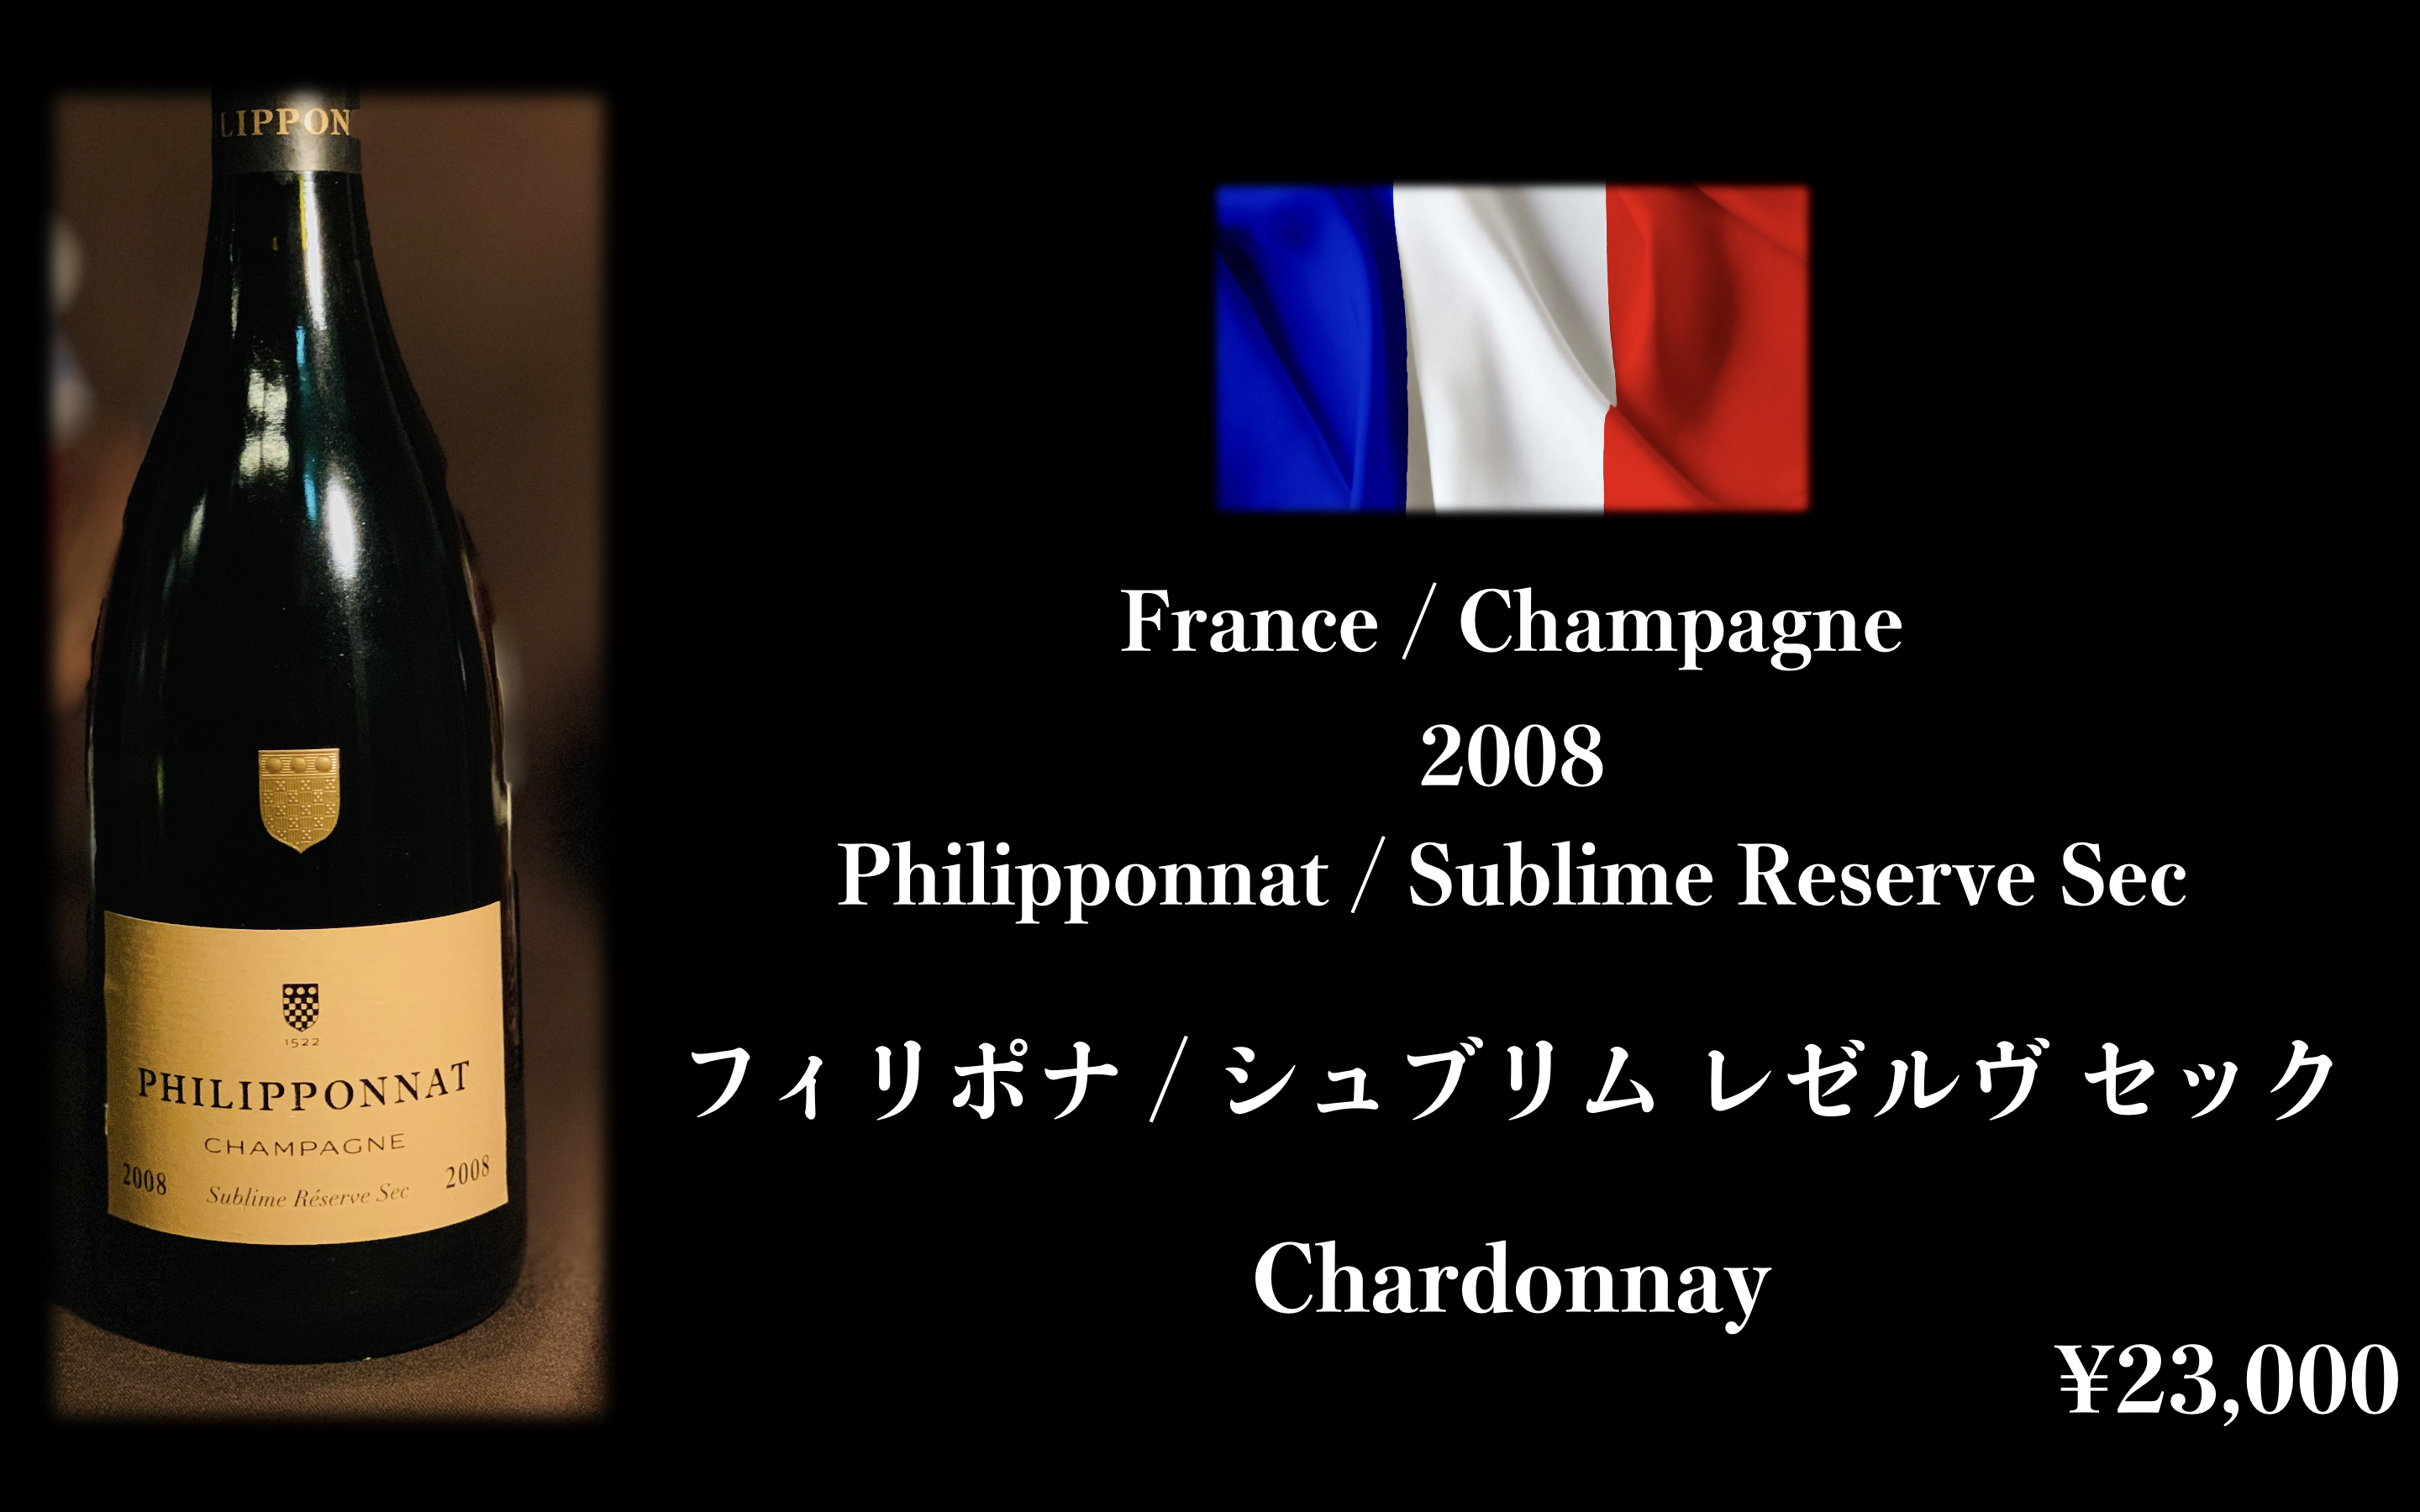 LIPPON
1522
PHILIPPONNAT
CHAMPAGNE
2008 Sublime Réserve Sec 2008
France / Champagne
2008
Philipponnat / Sublime Reserve Sec
フィリポナ / シュブリム レゼルヴ セック
Chardonnay
¥23,000